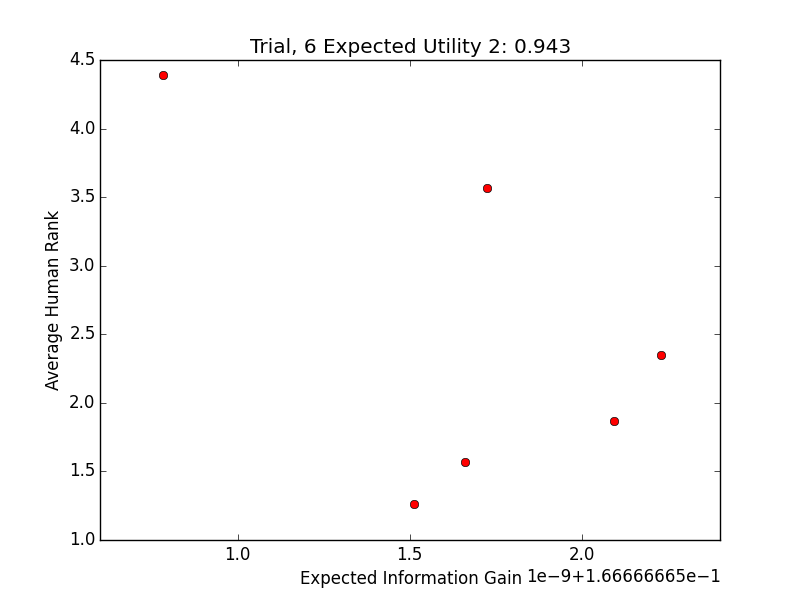 Trial, 6 Expected Utility 2: 0.943
4.5
4.0
3.5
3.0
2.5
2.0
1.5
1.0
Average Human Rank
1.0 1.5 2.0
Expected Information Gain 1e−9+1.66666665e−1